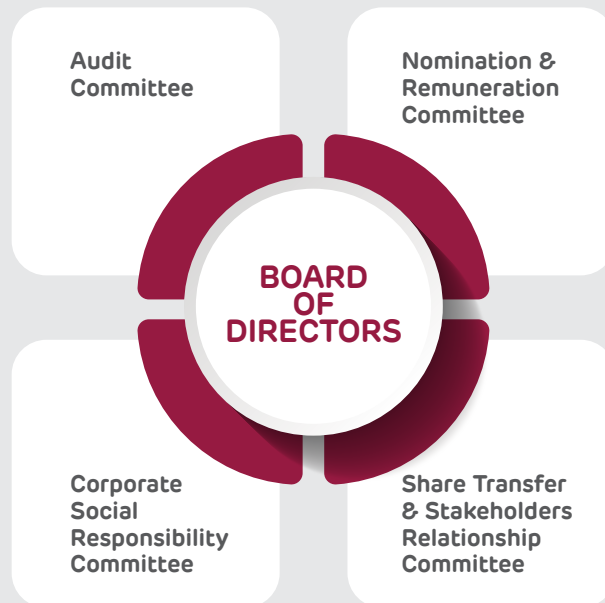 Audit
Committee
Nomination &
Remuneration
Committee
BOARD
OF
DIRECTORS
Corporate
Social
Responsibility
Committee
Share Transfer
& Stakeholders
Relationship
Committee